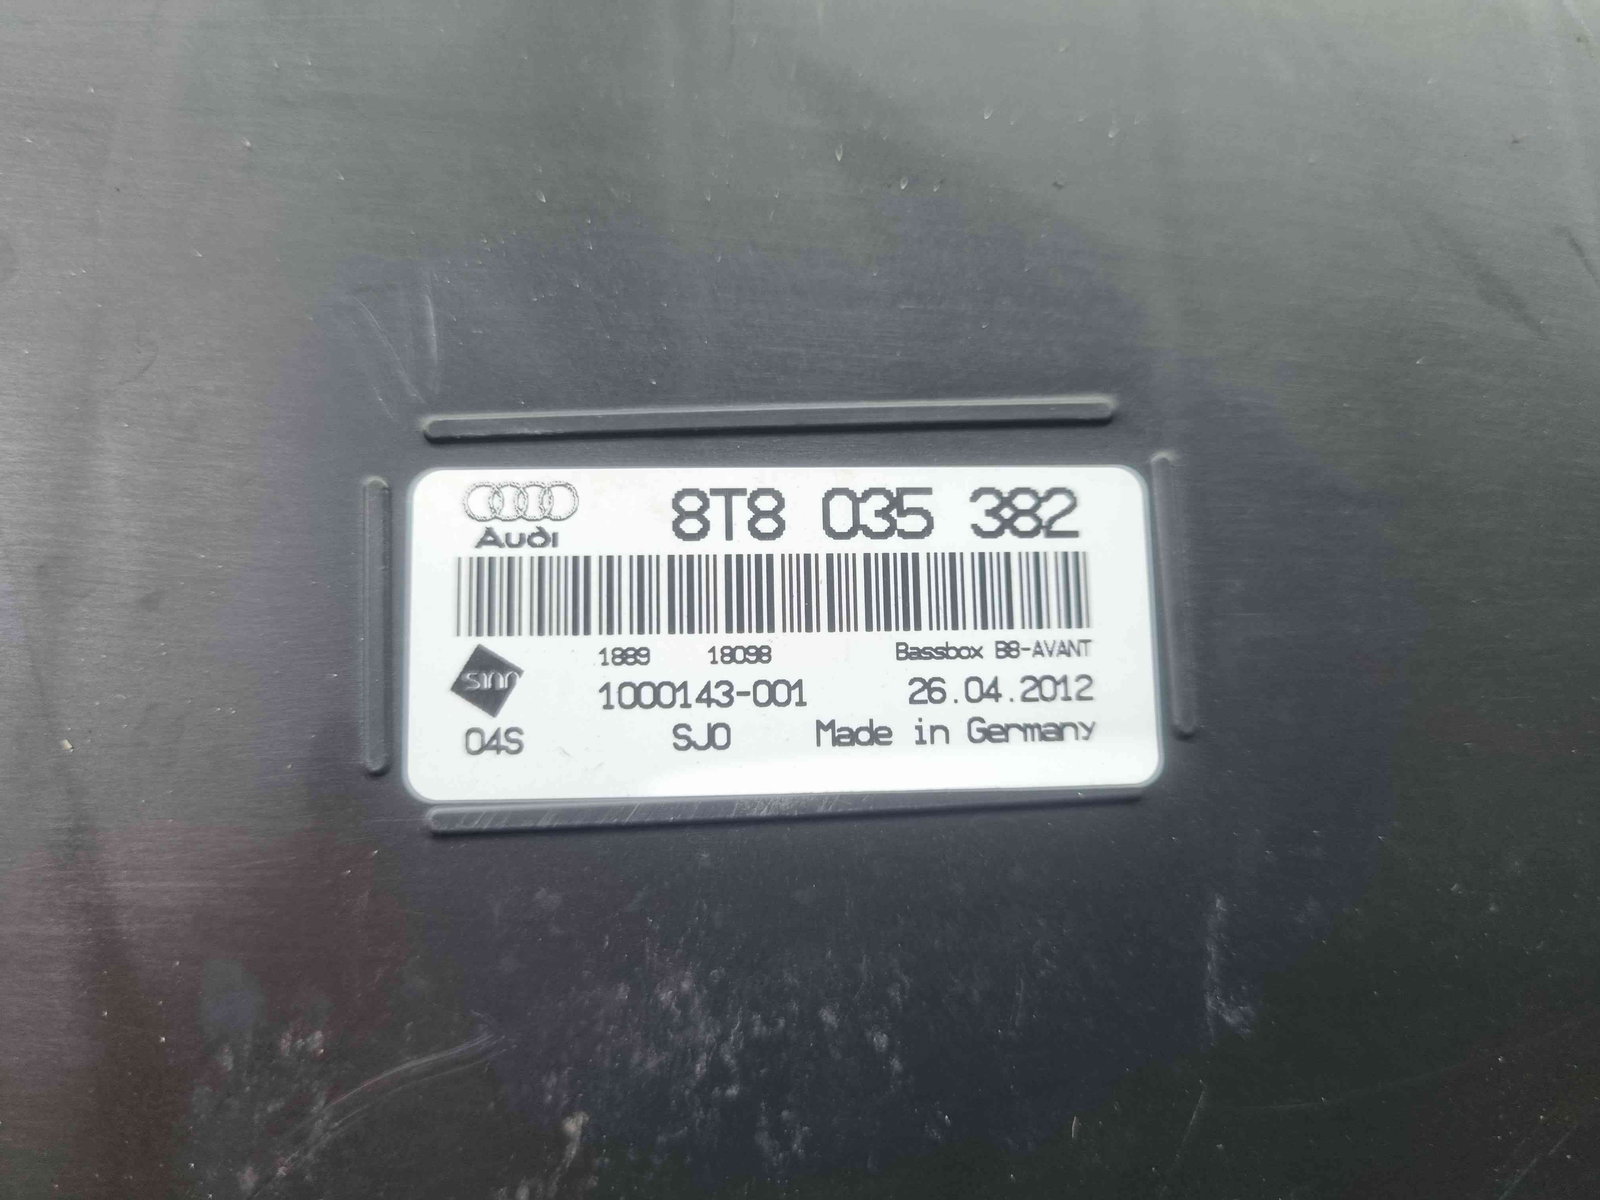 8T8 035 382
Audi
1889 18098 Bassbox B8-AVANT
sinn
1000143-001 26.04.2012
04S SJ0 Made in Germany